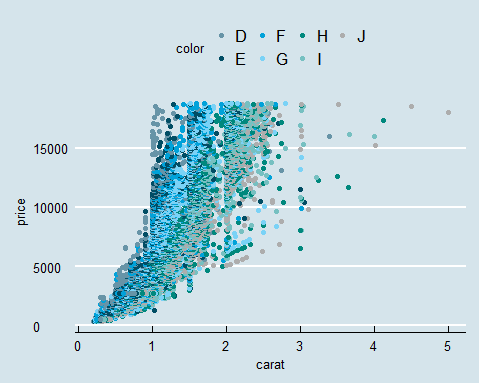 color D F H J
E G I
15000
10000
5000
0
price
0 1 2 3 4 5
carat